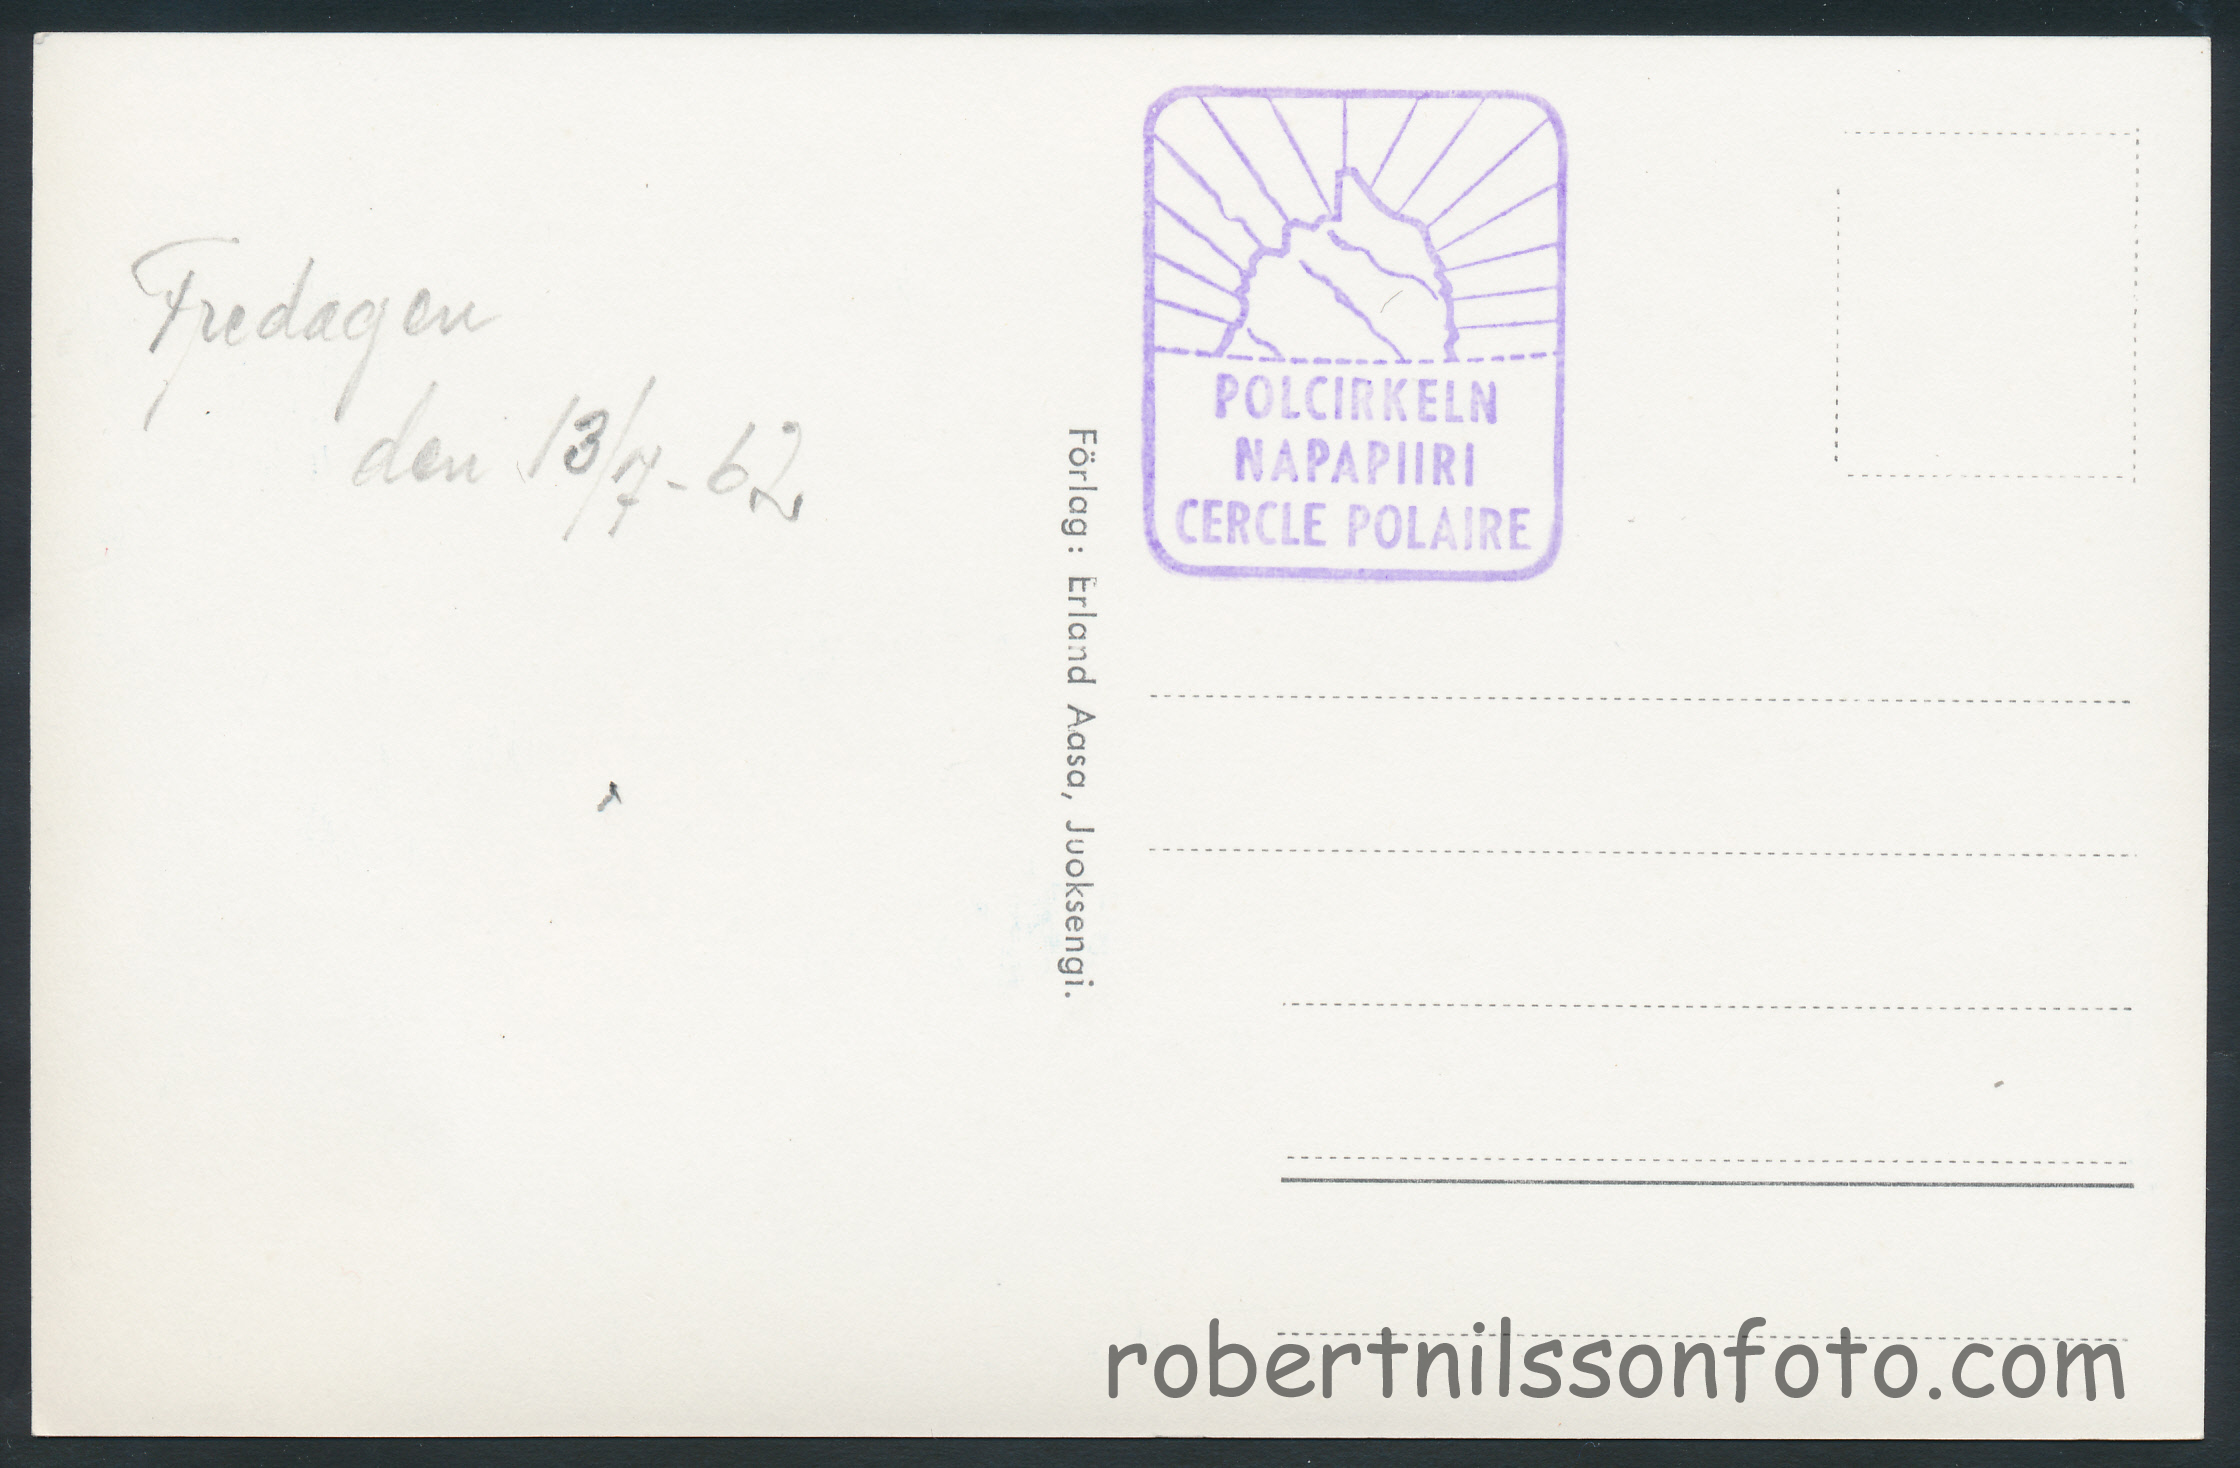 Fredagen
den 13/7-62
Förlag: Erland Aasa, Juoksengi.
POLCIRKELN
NAPAPIIRI
CERCLE POLAIRE
robertnilssonfoto.com